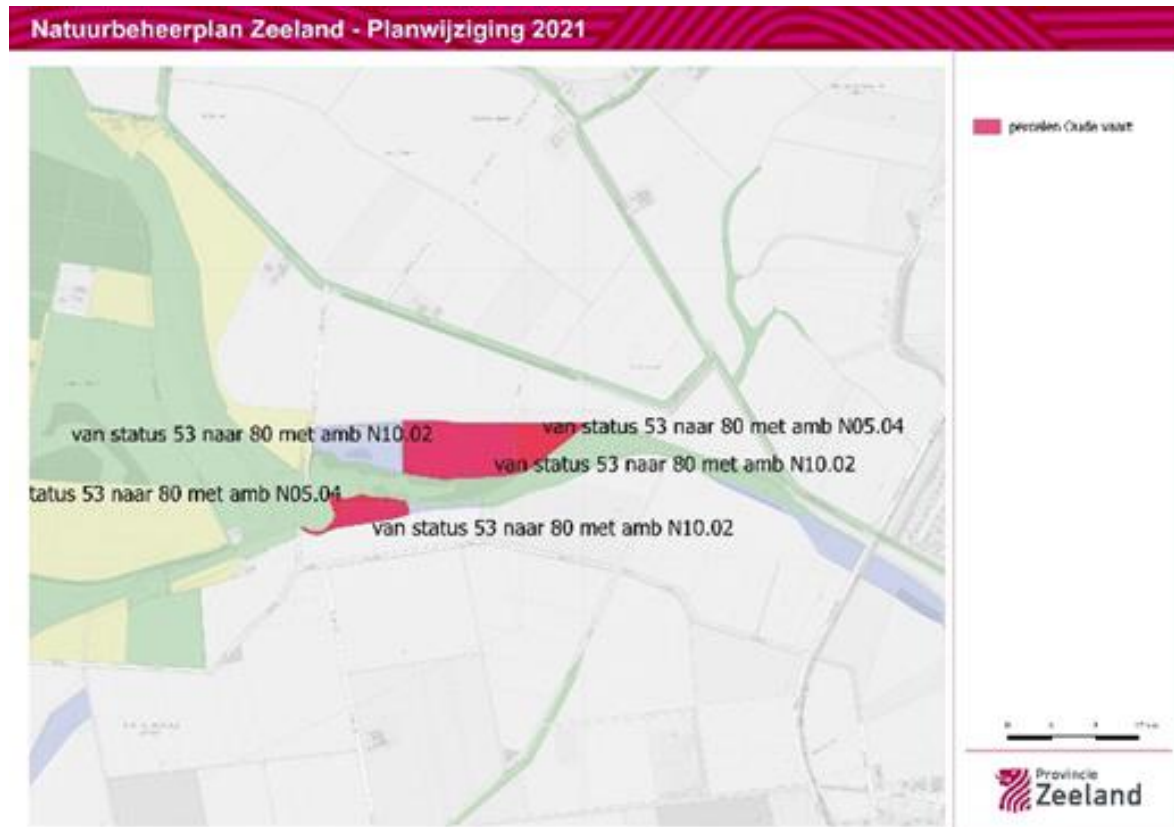 Natuurbeheerplan Zeeland - Planwijziging 2021
percelen Oude vaart
van status 53 naar 80 met amb N10.02
van status 53 naar 80 met amb N05.04
van status 53 naar 80 met amb N10.02
tatus 53 naar 80 met amb N05.04
van status 53 naar 80 met amb N10.02
Provincie
Zeeland